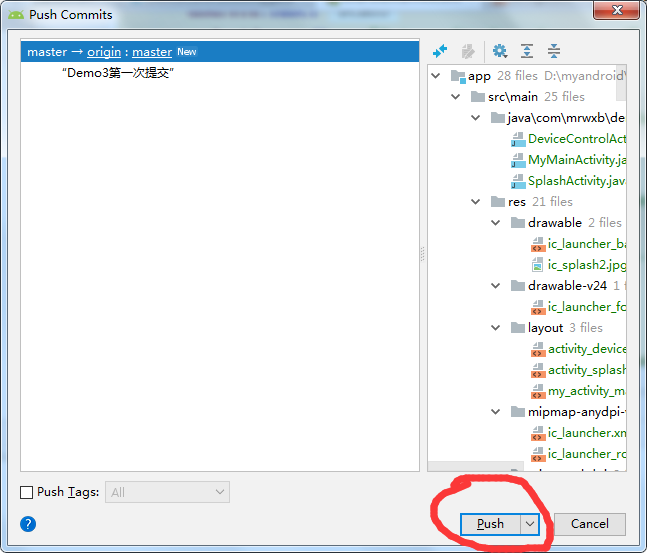 Push Commits
master → origin : master New
“Demo3第一次提交”
app 28 files D:\myandroid\
src\main 25 files
java\com\mrwxb\de
DeviceControlAct
MyMainActivity.ja
SplashActivity.java
res 21 files
drawable 2 files
ic_launcher_ba
ic_splash2.jpg
drawable-v24 1 f
ic_launcher_fo
layout 3 files
activity_device
activity_splash
my_activity_ma
mipmap-anydpi-
ic_launcher.xm
ic_launcher_ro
Push Tags: All
? Push Cancel